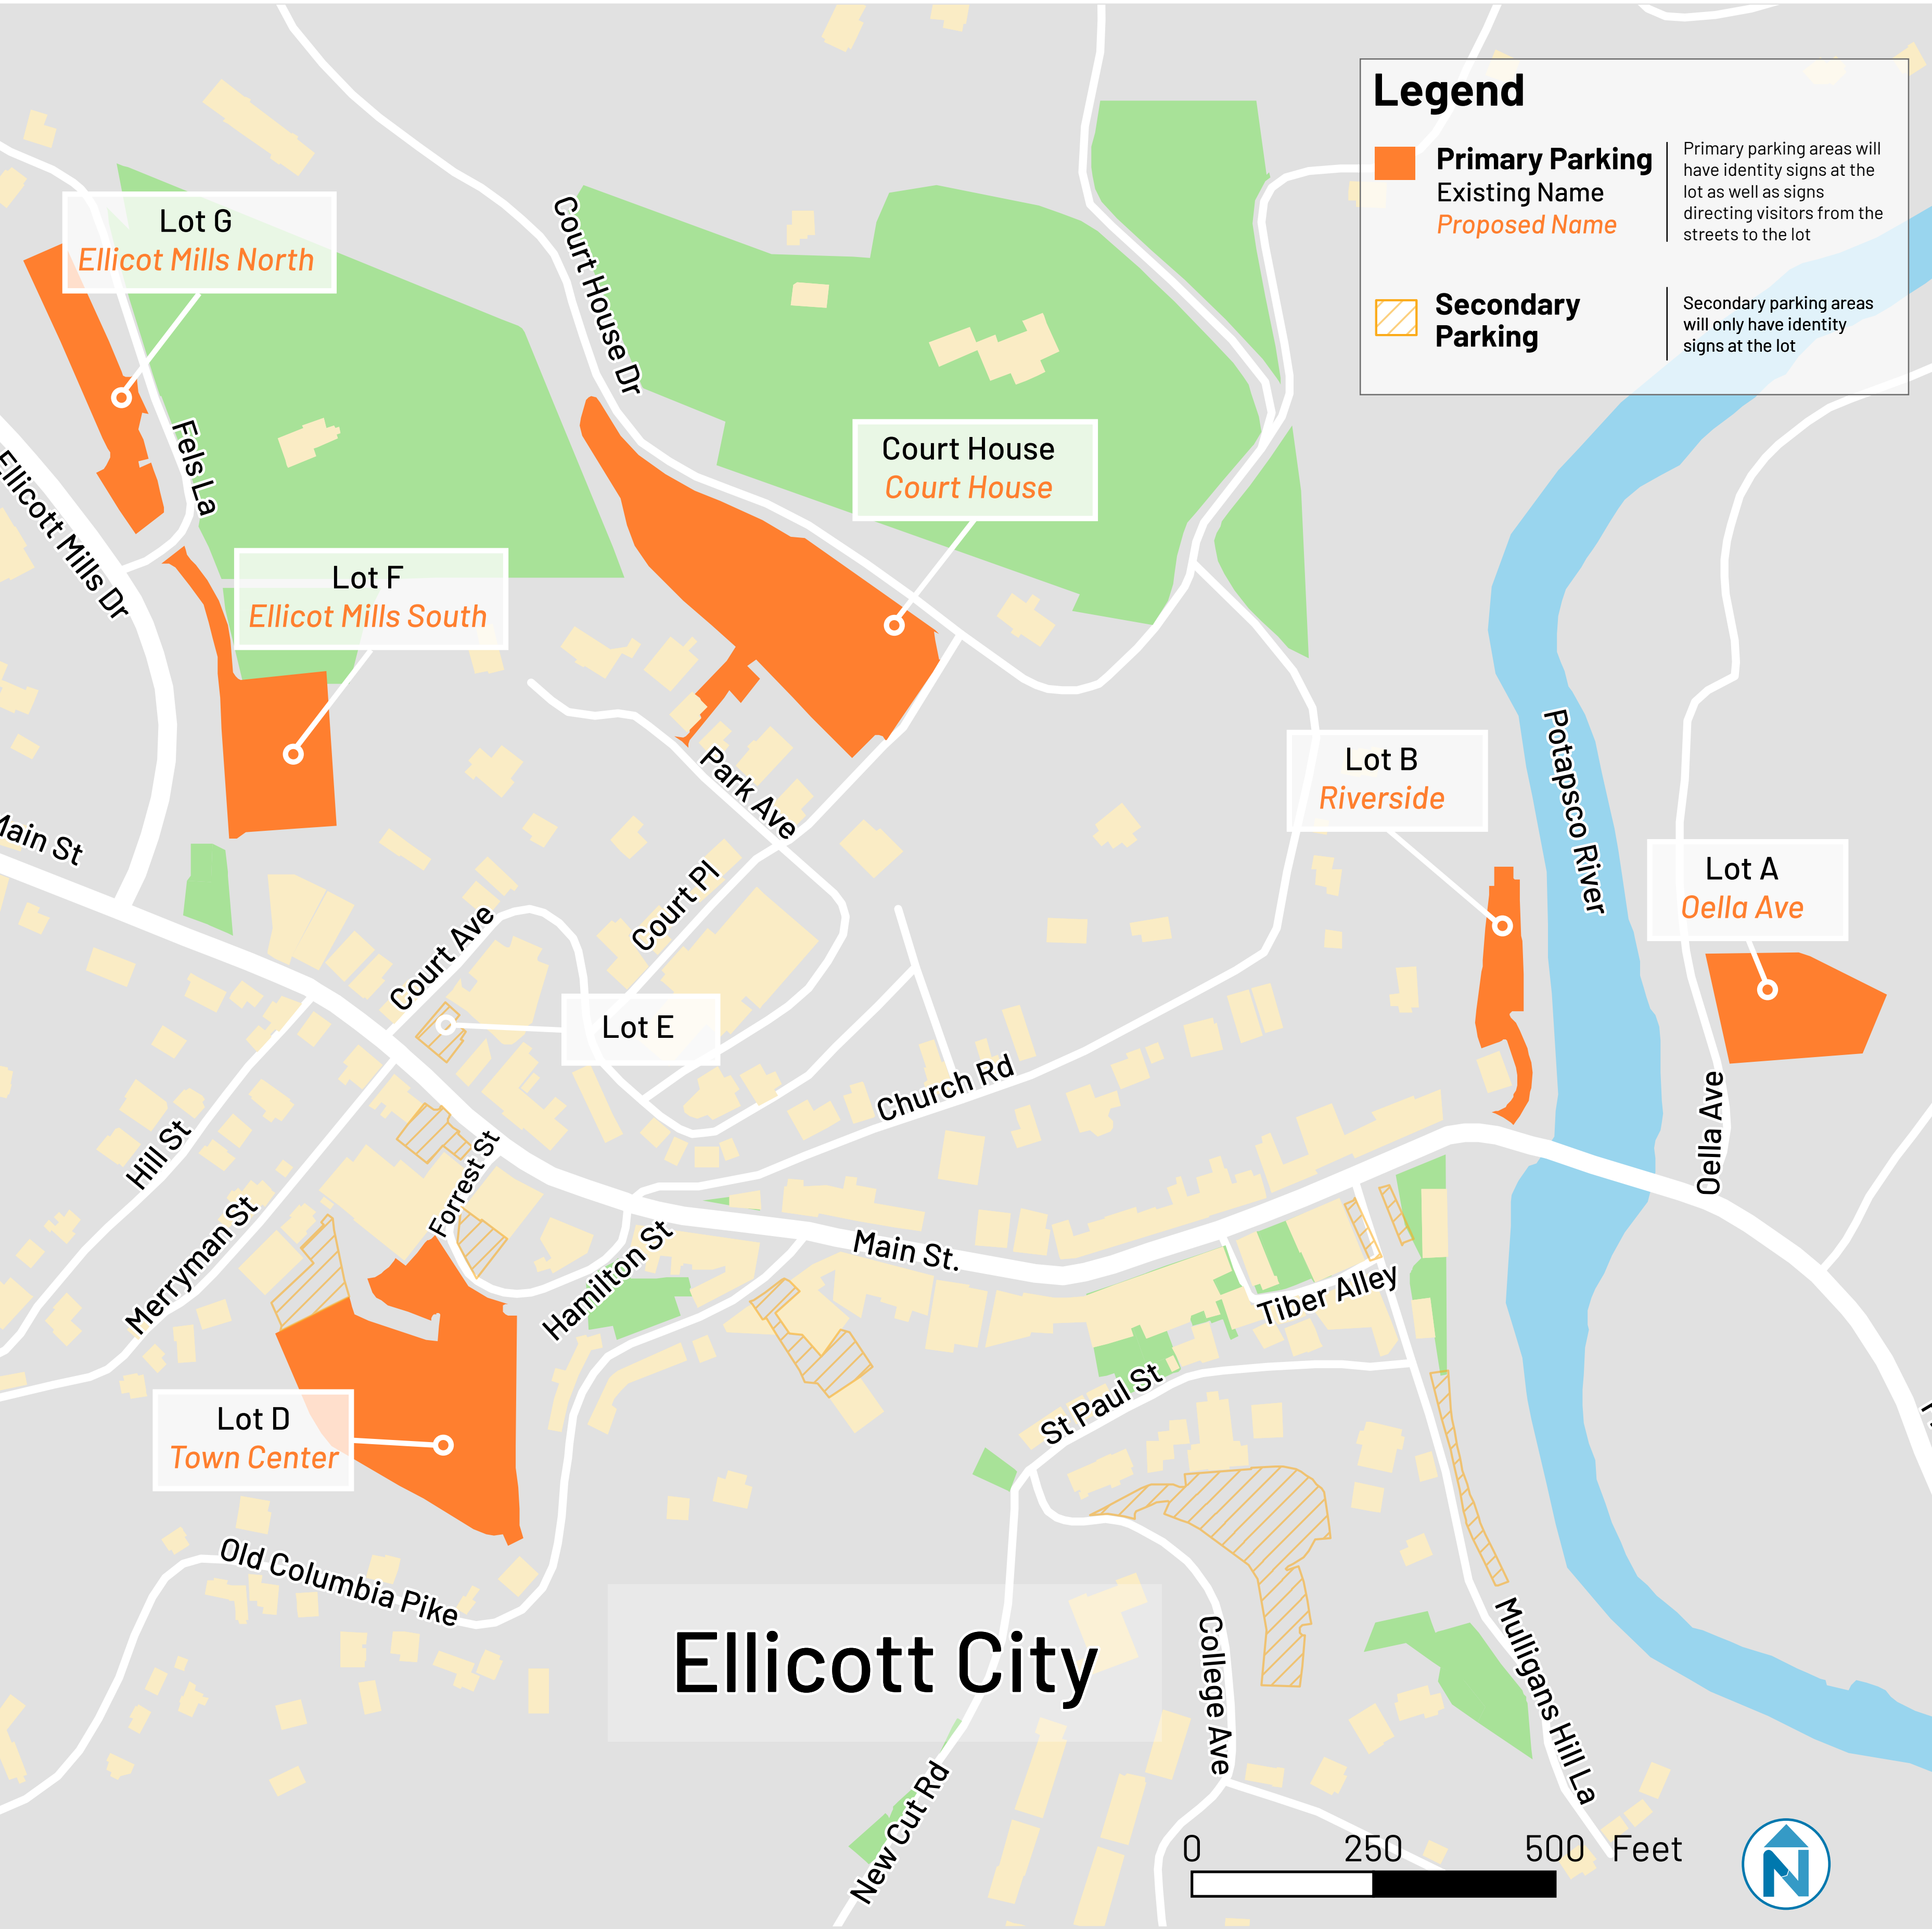 Legend
Primary Parking
Existing Name
Proposed Name
Primary parking areas will
have identity signs at the
lot as well as signs
directing visitors from the
streets to the lot
Secondary
Parking
Secondary parking areas
will only have identity
signs at the lot
Lot G
Ellicot Mills North
Court House Dr
Fels La
Ellicott Mills Dr
Court House
Court House
Lot F
Ellicot Mills South
Park Ave
Lot B
Riverside
Potapsco River
Lot A
Oella Ave
Main St
Court Pl
Court Ave
Lot E
Church Rd
Oella Ave
Hill St
Forrest St
Merryman St
Hamilton St
Main St.
Tiber Alley
St Paul St
Lot D
Town Center
Old Columbia Pike
Ellicott City
College Ave
Mulligans Hill La
New Cut Rd
0 250 500 Feet
N